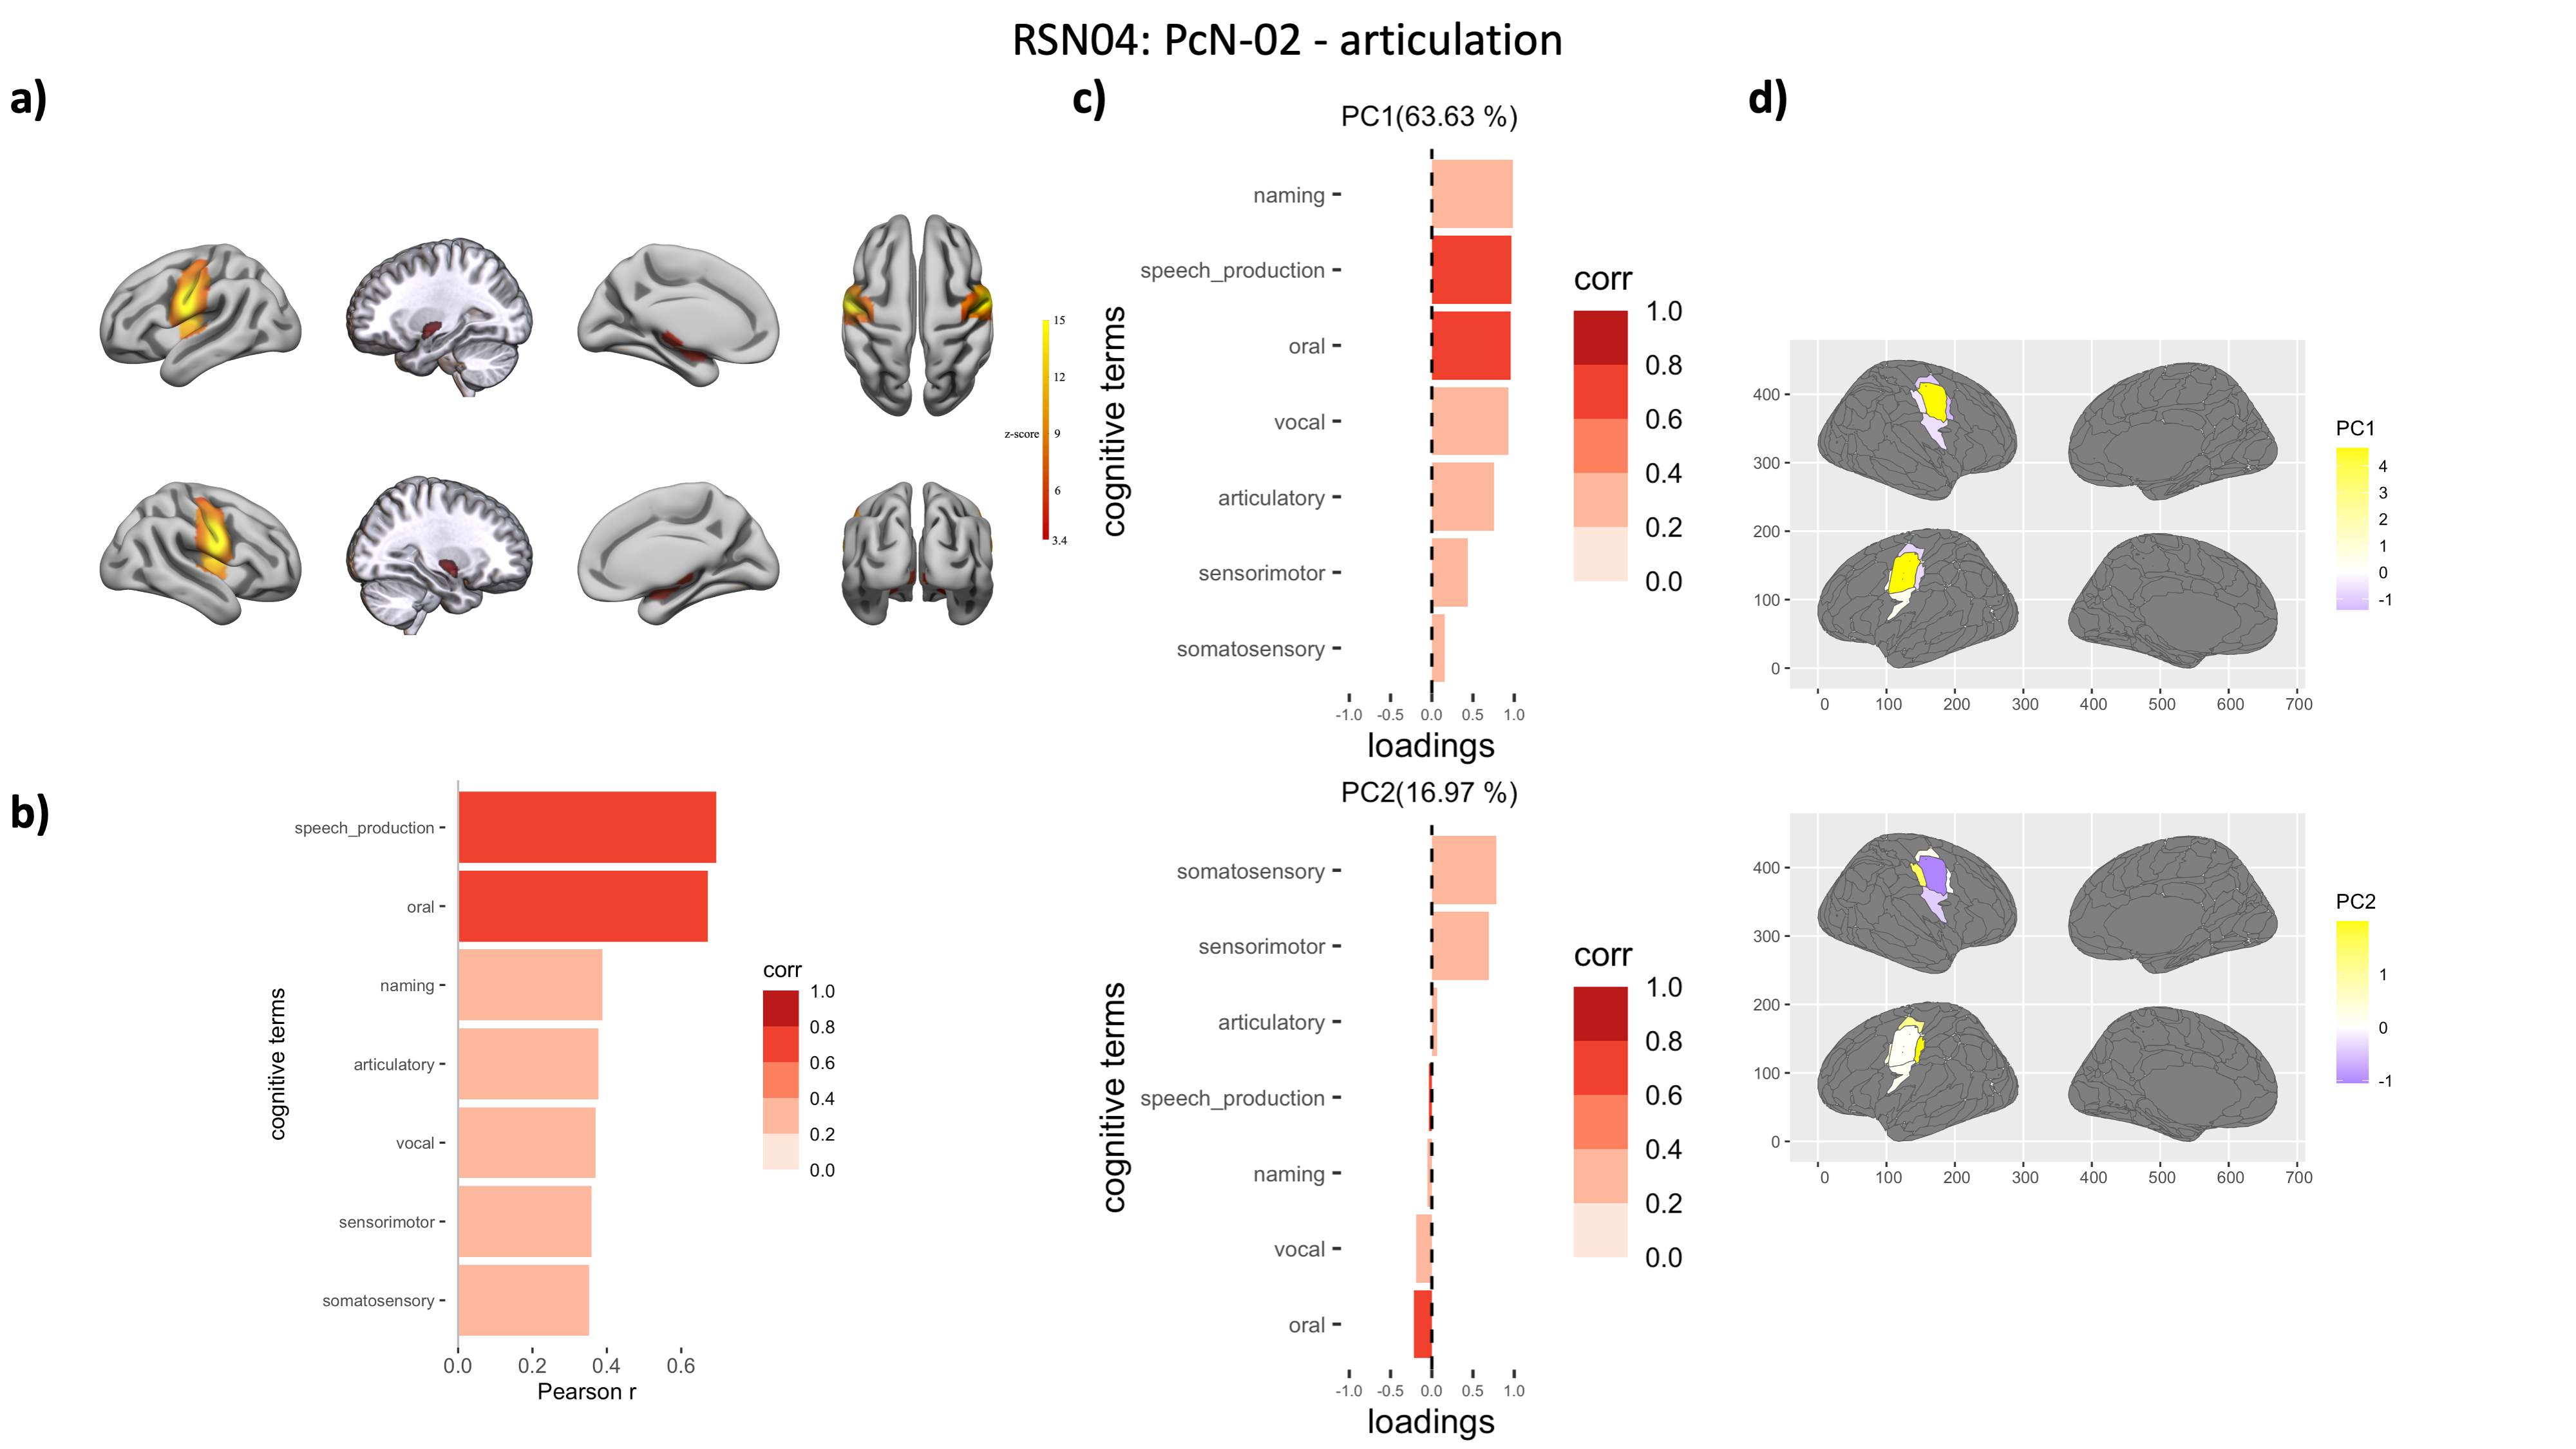 RSN04: PcN-02 - articulation
a)
z-score
15
12
9
6
3.4
b)
cognitive terms
speech_production
oral
naming
articulatory
vocal
sensorimotor
somatosensory
0.0 0.2 0.4 0.6
Pearson r
corr
1.0
0.8
0.6
0.4
0.2
0.0
c)
PC1(63.63 %)
cognitive terms
naming
speech_production
oral
vocal
articulatory
sensorimotor
somatosensory
-1.0 -0.5 0.0 0.5 1.0
loadings
corr
1.0
0.8
0.6
0.4
0.2
0.0
PC2(16.97 %)
cognitive terms
somatosensory
sensorimotor
articulatory
speech_production
naming
vocal
oral
-1.0 -0.5 0.0 0.5 1.0
loadings
corr
1.0
0.8
0.6
0.4
0.2
0.0
d)
400
300
200
100
0
0 100 200 300 400 500 600 700
PC1
4
3
2
1
0
-1
400
300
200
100
0
0 100 200 300 400 500 600 700
PC2
1
0
-1